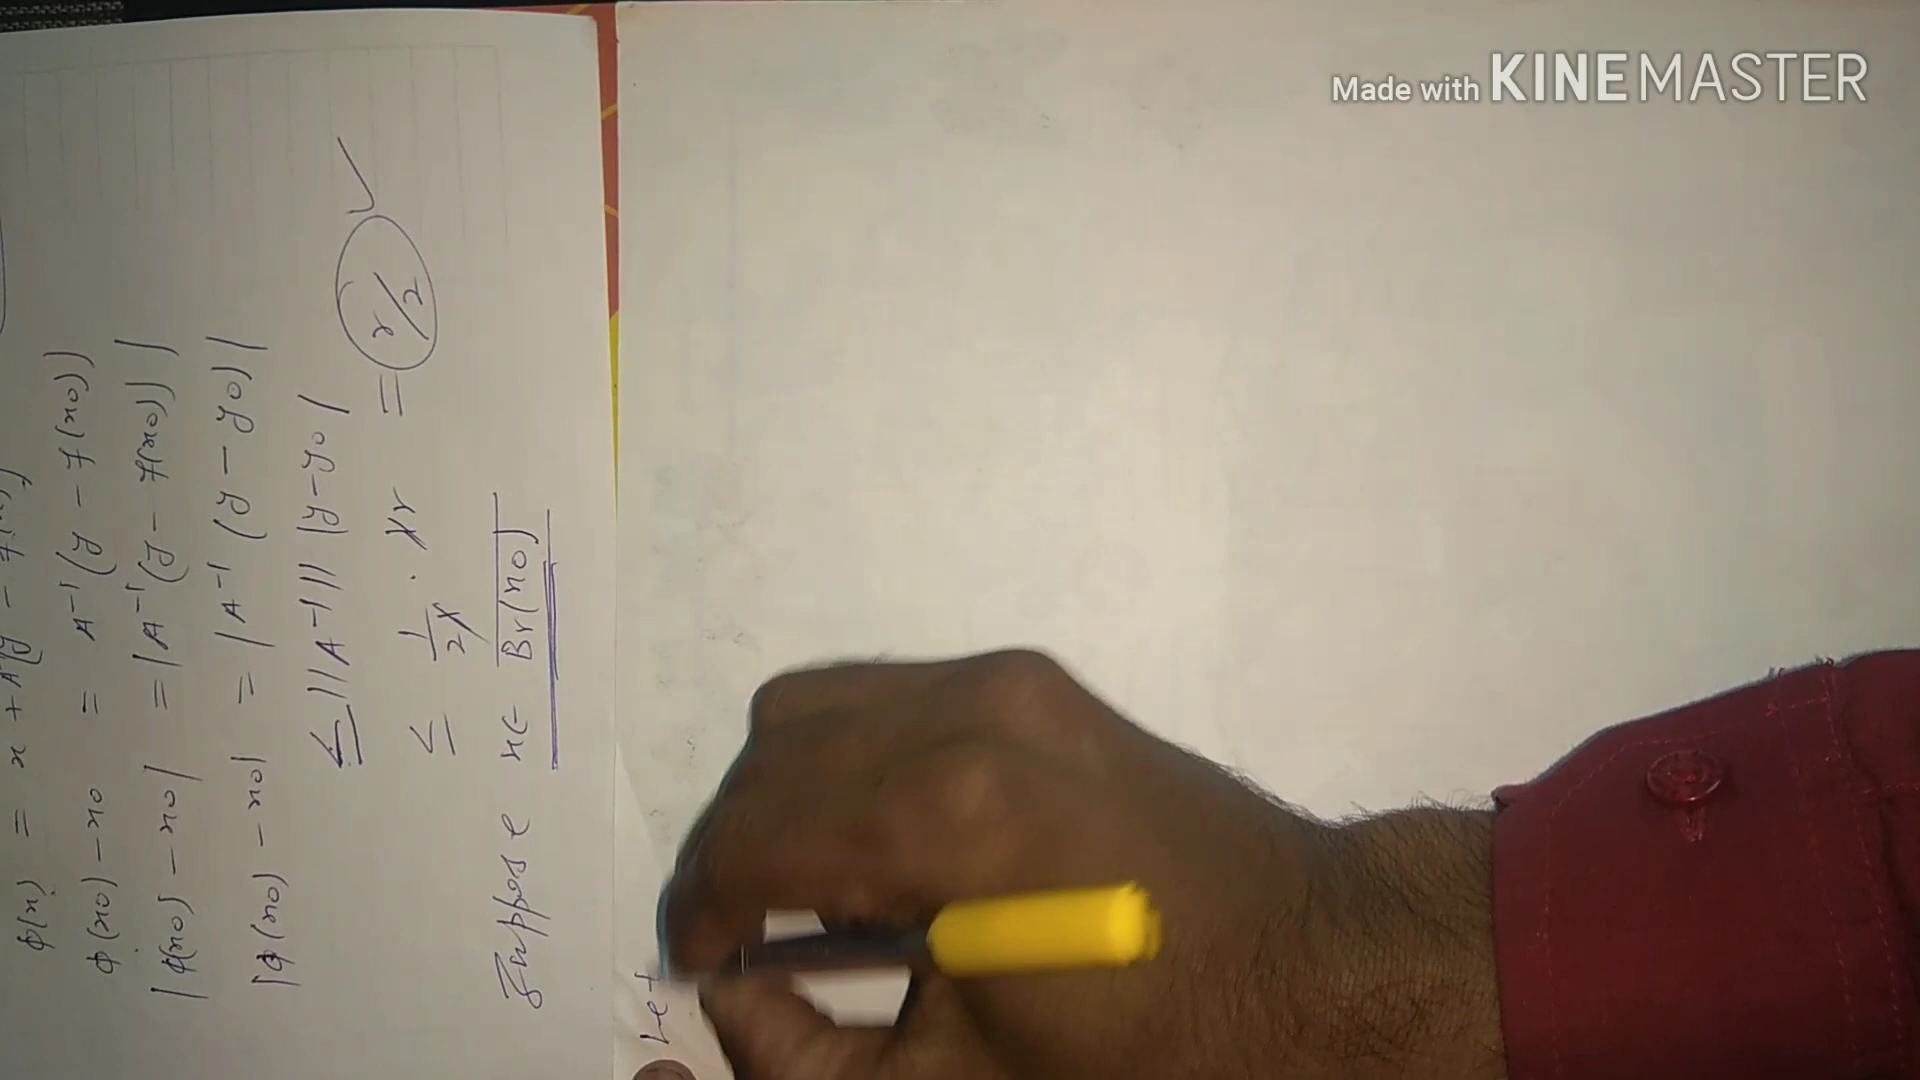 φ(x) = x + A⁻¹(y - f(x))
φ(x0) - x0 = A⁻¹(y - f(x0))
|φ(x0) - x0| = |A⁻¹(y - f(x0))|
|φ(x0) - x0| = |A⁻¹(y - y0)|
≤ ||A⁻¹|| |y - y0|
≤ 1/2λ · λr = r/2
Suppose x ∈ Br(x0)
Let
Made with KINEMASTER